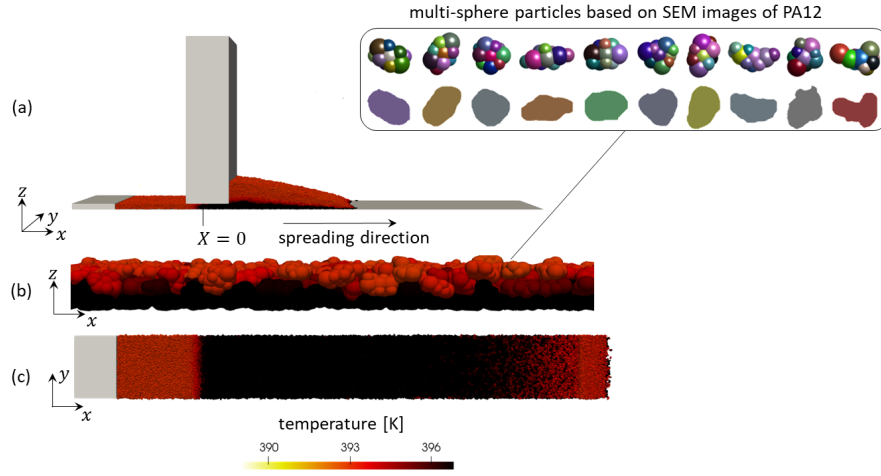 multi-sphere particles based on SEM images of PA12
(a)
z
y
x
X = 0
spreading direction
(b)
z
x
(c)
y
x
temperature [K]
390
393
396